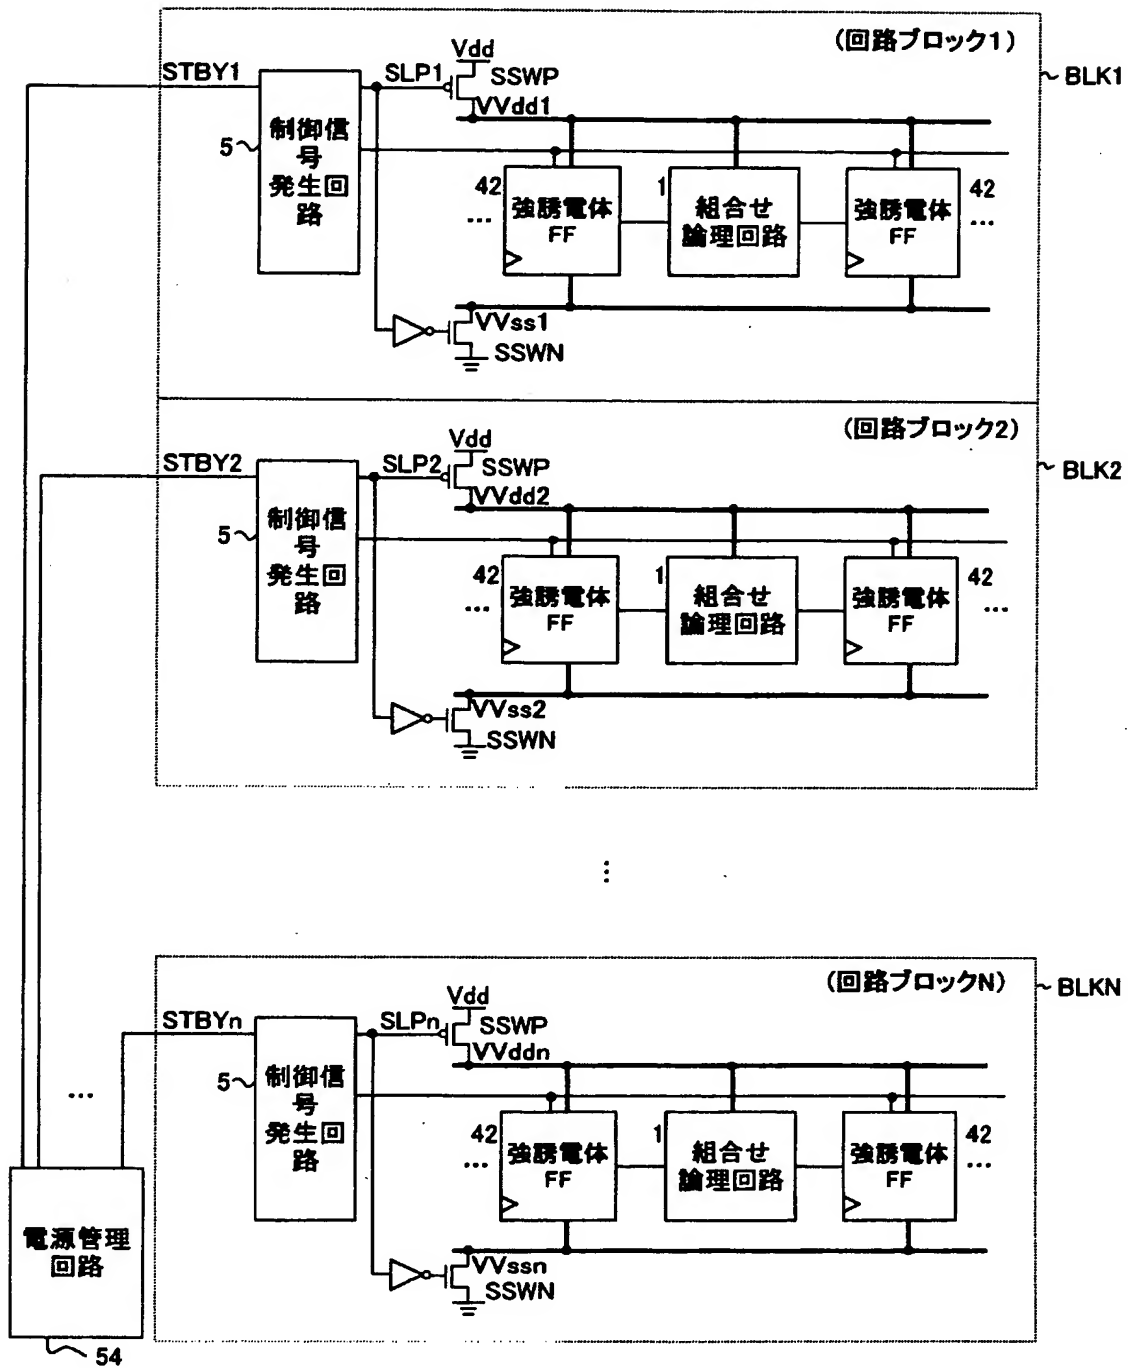 (回路ブロック1)
BLK1
Vdd
STBY1
SLP1
SSWP
VVdd1
5
制御信
号
発生回
路
42
...
強誘電体
FF
1
組合せ
論理回路
強誘電体
FF
42
...
VVss1
SSWN
(回路ブロック2)
BLK2
Vdd
STBY2
SLP2
SSWP
VVdd2
5
制御信
号
発生回
路
42
...
強誘電体
FF
1
組合せ
論理回路
強誘電体
FF
42
...
VVss2
SSWN
⋮
(回路ブロックN)
BLKN
Vdd
STBYn
SLPn
SSWP
VVddn
5
制御信
号
発生回
路
...
42
...
強誘電体
FF
1
組合せ
論理回路
強誘電体
FF
42
...
VVssn
SSWN
電源管理
回路
54